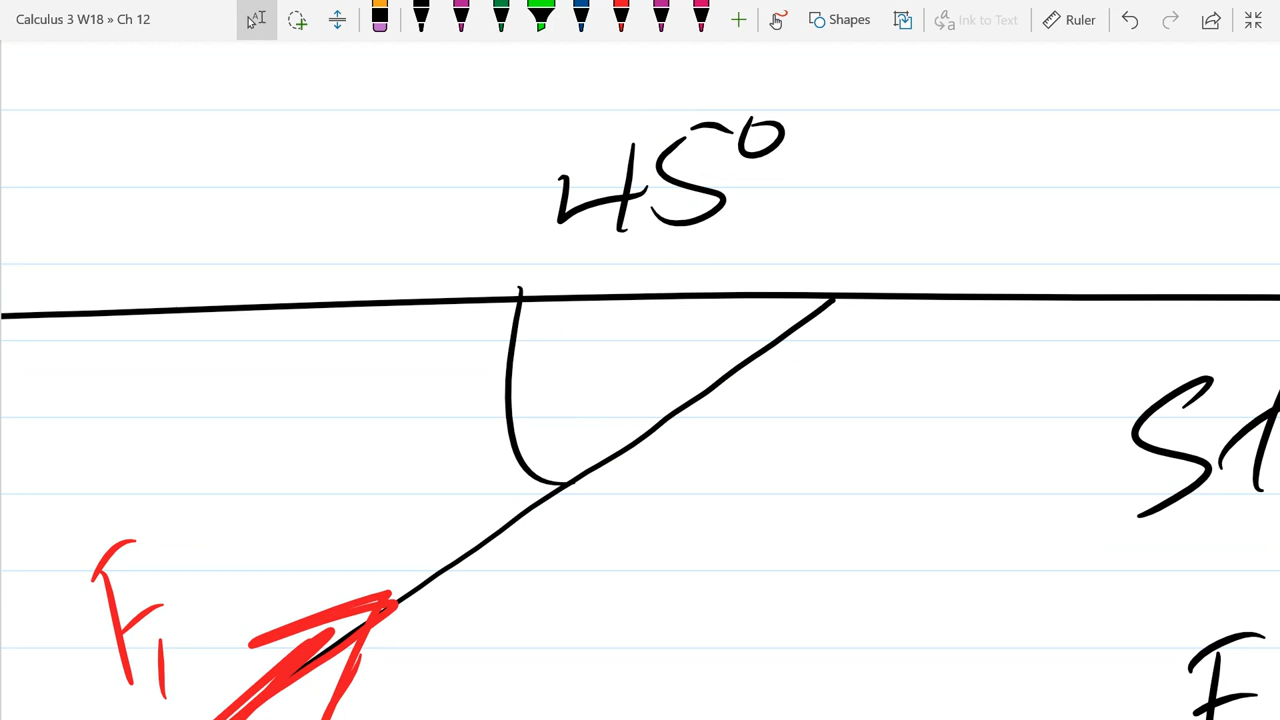 Calculus 3 W18 » Ch 12
Shapes
Ink to Text
Ruler
45°
F₁
F